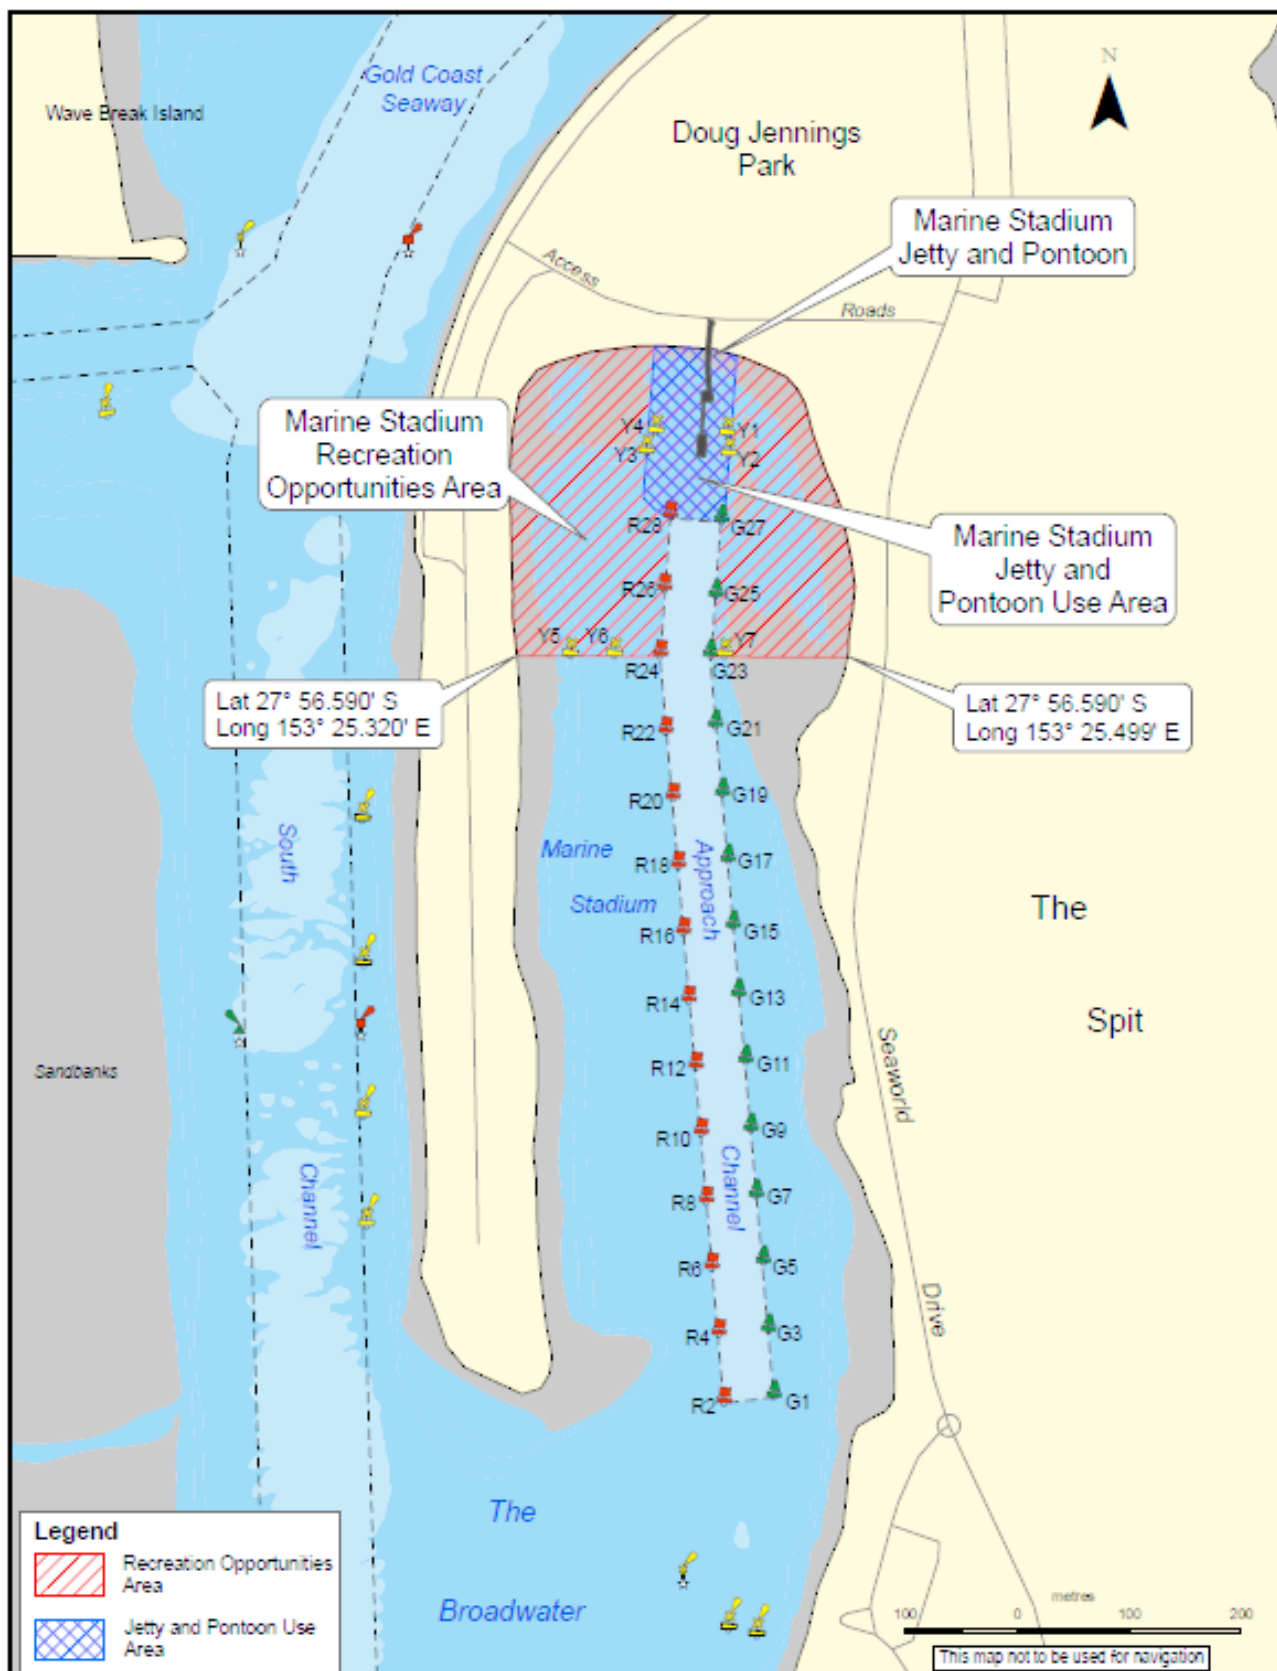 Gold Coast
Seaway
Wave Break Island
Doug Jennings
Park
N
Marine Stadium
Jetty and Pontoon
Access
Roads
Marine Stadium
Recreation
Opportunities Area
Y4
Y3
Y1
Y2
R28
G27
Marine Stadium
Jetty and
Pontoon Use Area
R26
G25
Y5
Y6
Y7
R24
G23
Lat 27° 56.590' S
Long 153° 25.320' E
Lat 27° 56.590' S
Long 153° 25.499' E
R22
G21
R20
G19
South
Marine
Stadium
Approach
R18
G17
R16
G15
The
Spit
R14
G13
Sandbanks
R12
G11
Seaworld
R10
G9
Channel
Channel
R8
G7
R6
G5
Drive
R4
G3
R2
G1
The
Broadwater
Legend
Recreation Opportunities
Area
Jetty and Pontoon Use
Area
metres
100 0 100 200
This map not to be used for navigation